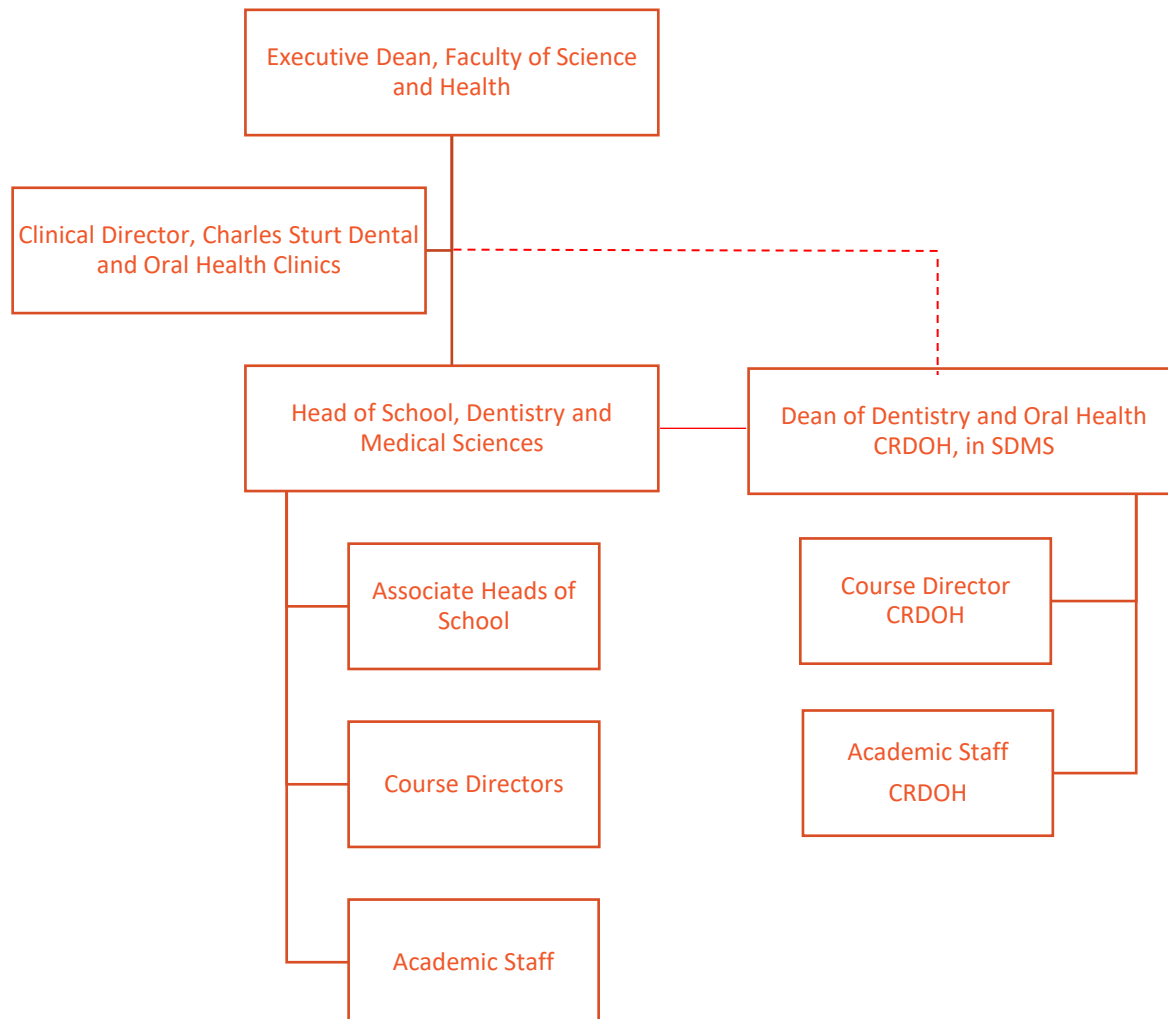 Executive Dean, Faculty of Science
and Health
Clinical Director, Charles Sturt Dental
and Oral Health Clinics
Head of School, Dentistry and
Medical Sciences
Dean of Dentistry and Oral Health
CRDOH, in SDMS
Associate Heads of
School
Course Director
CRDOH
Course Directors
Academic Staff
CRDOH
Academic Staff